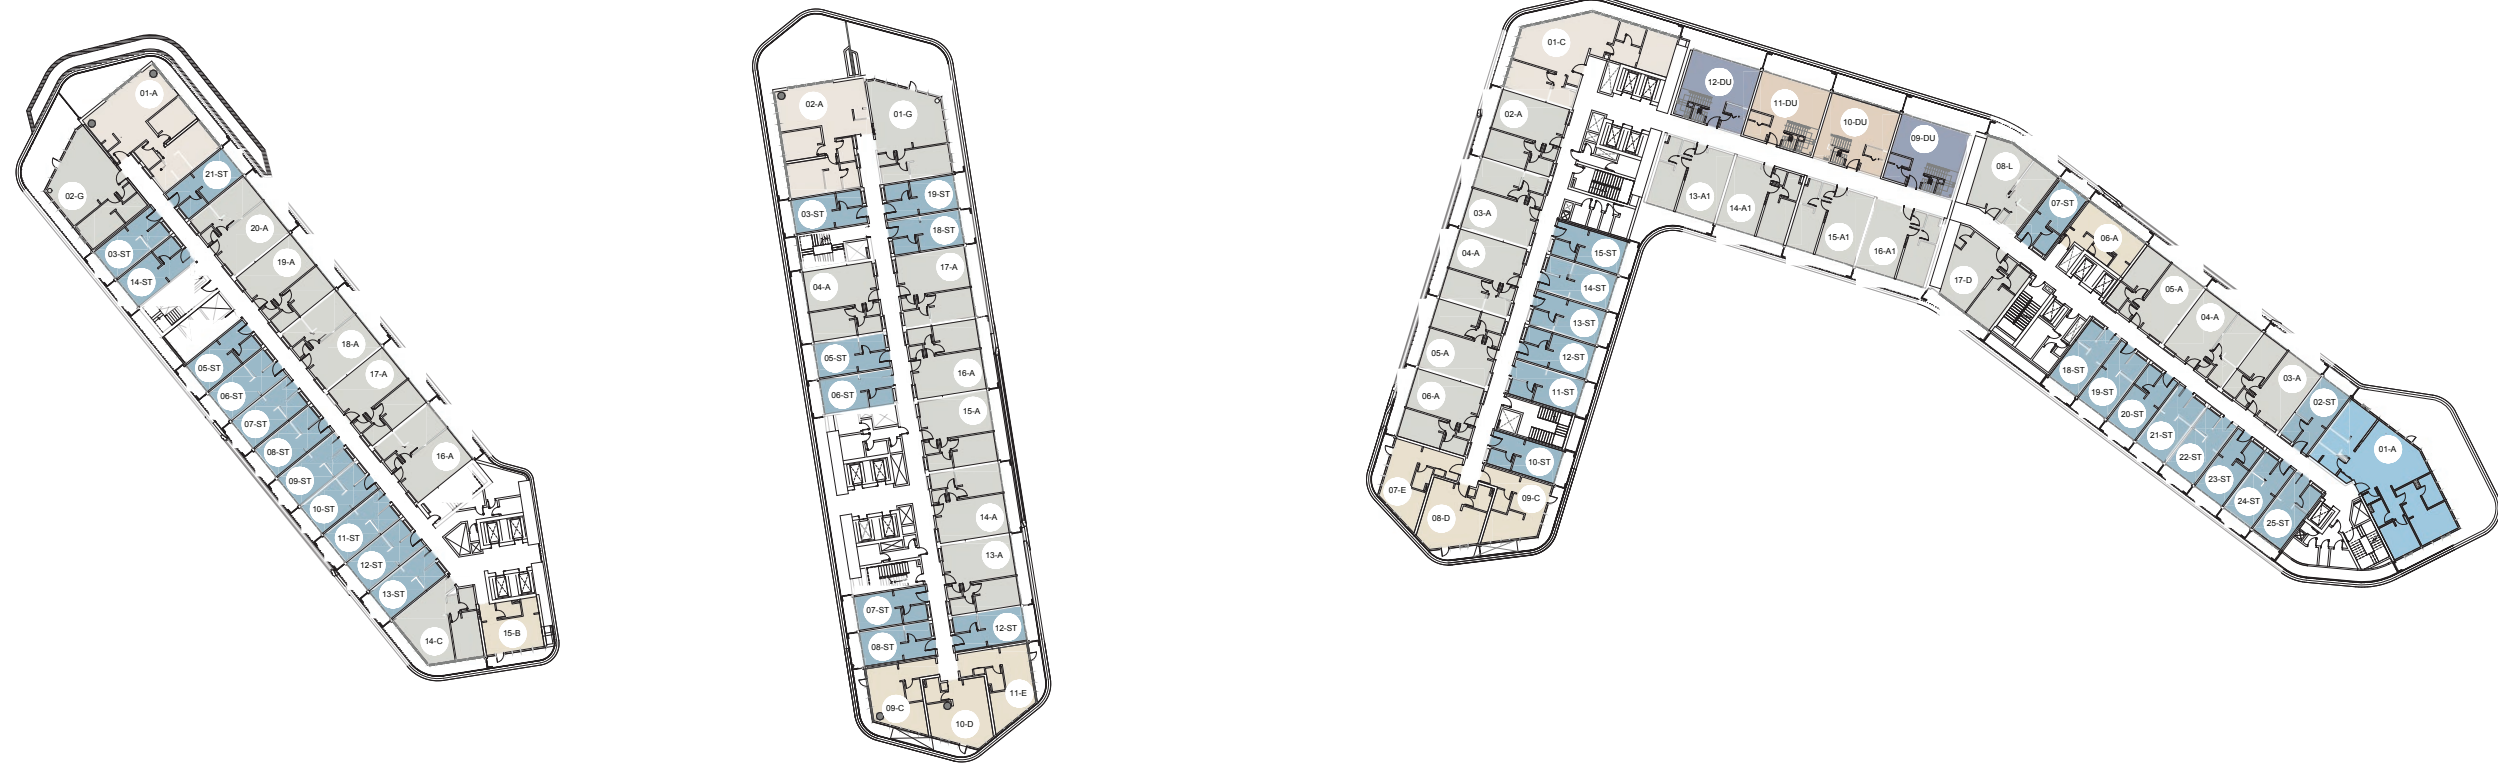 01-A
02-G
21-ST
03-ST
14-ST
20-A
19-A
18-A
17-A
16-A
05-ST
06-ST
07-ST
08-ST
09-ST
10-ST
11-ST
12-ST
13-ST
14-C
15-B
02-A
01-G
03-ST
19-ST
18-ST
04-A
17-A
05-ST
06-ST
16-A
15-A
14-A
13-A
07-ST
08-ST
12-ST
09-C
10-D
11-E
01-C
12-DU
11-DU
10-DU
09-DU
02-A
03-A
04-A
05-A
06-A
07-E
08-D
09-C
10-ST
11-ST
12-ST
13-ST
14-ST
15-ST
13-A1
14-A1
15-A1
16-A1
08-L
07-ST
06-A
17-D
05-A
04-A
03-A
02-ST
01-A
18-ST
19-ST
20-ST
21-ST
22-ST
23-ST
24-ST
25-ST